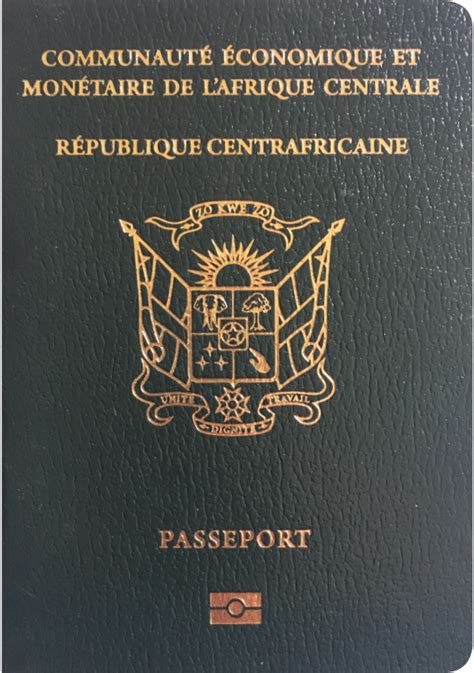 COMMUNAUTÉ ÉCONOMIQUE ET
MONÉTAIRE DE L'AFRIQUE CENTRALE
RÉPUBLIQUE CENTRAFRICAINE
ZO KWE ZO
UNITE TRAVAIL
DIGNITE
PASSEPORT